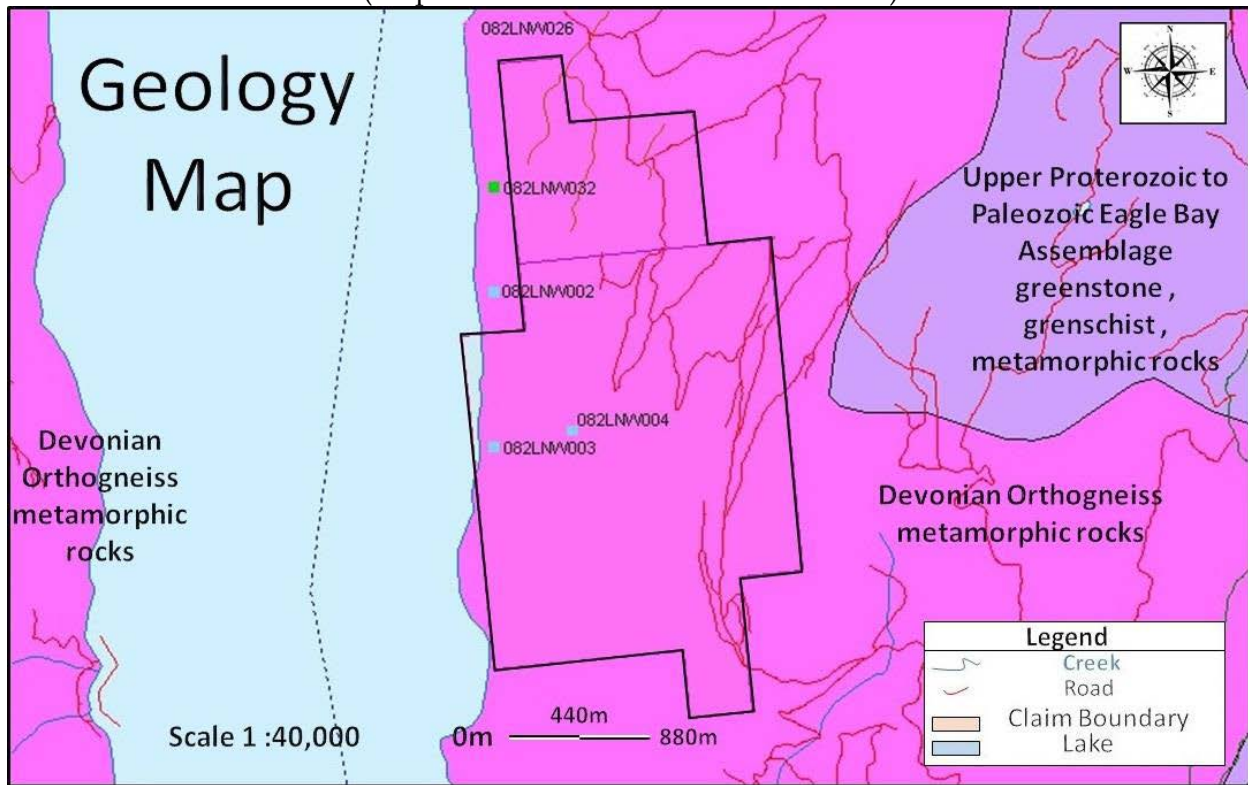 082LNW026
Geology
Map
N
W
E
S
082LNW032
Upper Proterozoic to
Paleozoic Eagle Bay
Assemblage
greenstone ,
grenschist ,
metamorphic rocks
082LNW002
082LNW004
082LNW003
Devonian
Orthogneiss
metamorphic
rocks
Devonian Orthogneiss
metamorphic rocks
Legend
Creek
Road
Claim Boundary
Lake
Scale 1 :40,000
0m
440m
880m